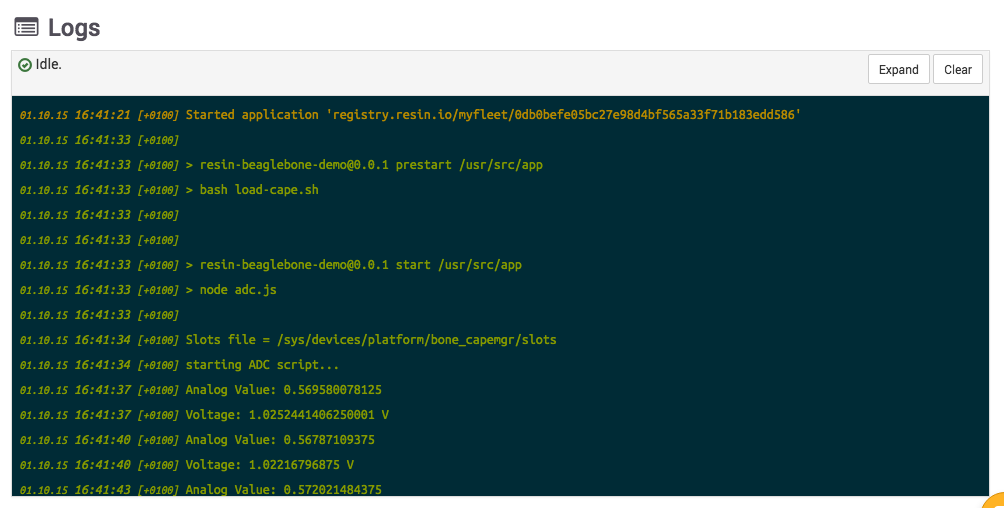 Logs
Idle.
Expand
Clear
01.10.15 16:41:21 [+0100] Started application 'registry.resin.io/myfleet/0db0befe05bc27e98d4bf565a33f71b183edd586'
01.10.15 16:41:33 [+0100]
01.10.15 16:41:33 [+0100] > resin-beaglebone-demo@0.0.1 prestart /usr/src/app
01.10.15 16:41:33 [+0100] > bash load-cape.sh
01.10.15 16:41:33 [+0100]
01.10.15 16:41:33 [+0100]
01.10.15 16:41:33 [+0100] > resin-beaglebone-demo@0.0.1 start /usr/src/app
01.10.15 16:41:33 [+0100] > node adc.js
01.10.15 16:41:33 [+0100]
01.10.15 16:41:34 [+0100] Slots file = /sys/devices/platform/bone_capemgr/slots
01.10.15 16:41:34 [+0100] starting ADC script...
01.10.15 16:41:37 [+0100] Analog Value: 0.569580078125
01.10.15 16:41:37 [+0100] Voltage: 1.0252441406250001 V
01.10.15 16:41:40 [+0100] Analog Value: 0.56787109375
01.10.15 16:41:40 [+0100] Voltage: 1.02216796875 V
01.10.15 16:41:43 [+0100] Analog Value: 0.572021484375